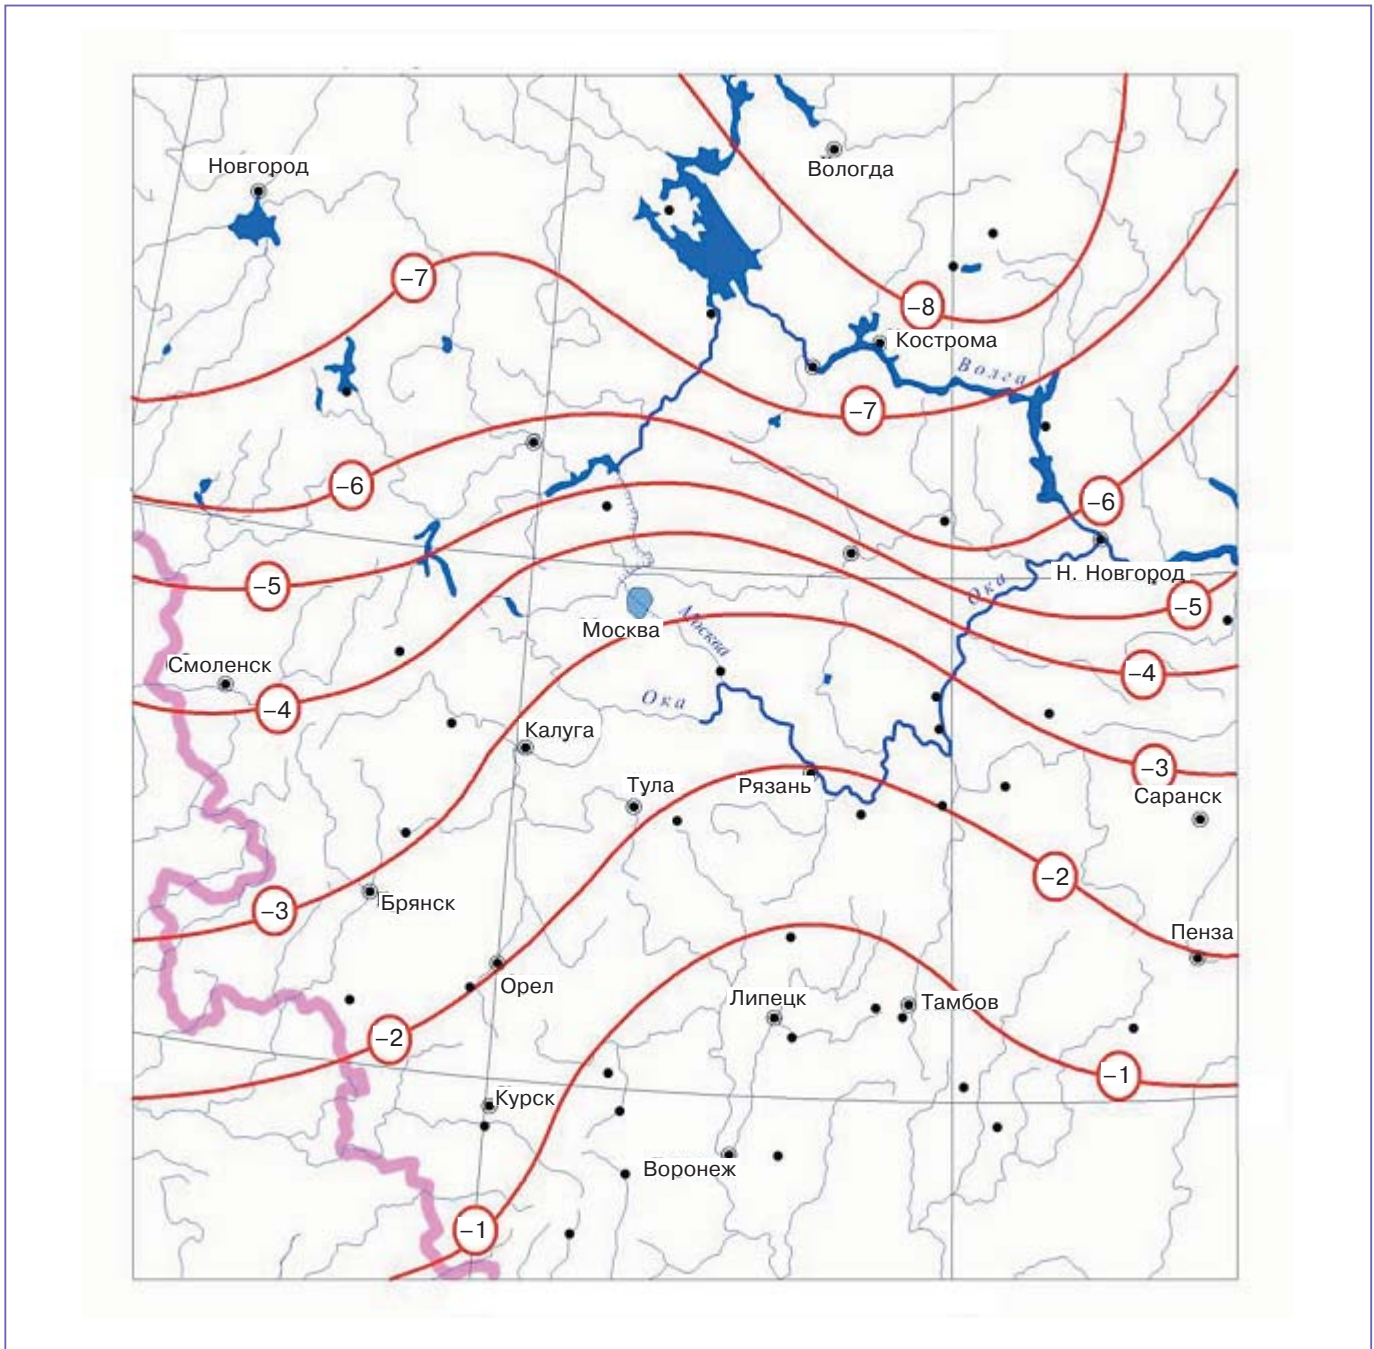 Новгород
Вологда
−7
−8
Кострома
Волга
−7
−6
−6
Н. Новгород
−5
Ока
−5
Москва
Москва
Смоленск
−4
−4
Ока
Калуга
−3
Тула
Рязань
Саранск
−2
−3
Брянск
Пенза
Орел
Липецк
Тамбов
−2
−1
Курск
Воронеж
−1